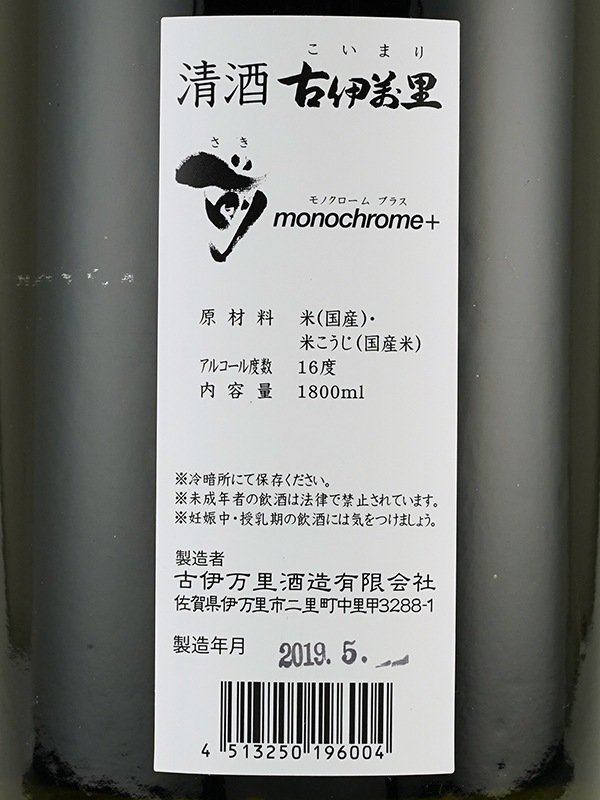 こいまり
清酒 古伊萬里
さき
前
モノクローム プラス
monochrome+
原材料 米(国産)・
米こうじ(国産米)
アルコール度数 16度
内容量 1800ml
※冷暗所にて保存ください。
※未成年者の飲酒は法律で禁止されています。
※妊娠中・授乳期の飲酒には気をつけましょう。
製造者
古伊万里酒造有限会社
佐賀県伊万里市二里町中里甲3288-1
製造年月 2019. 5.
4 513250 196004